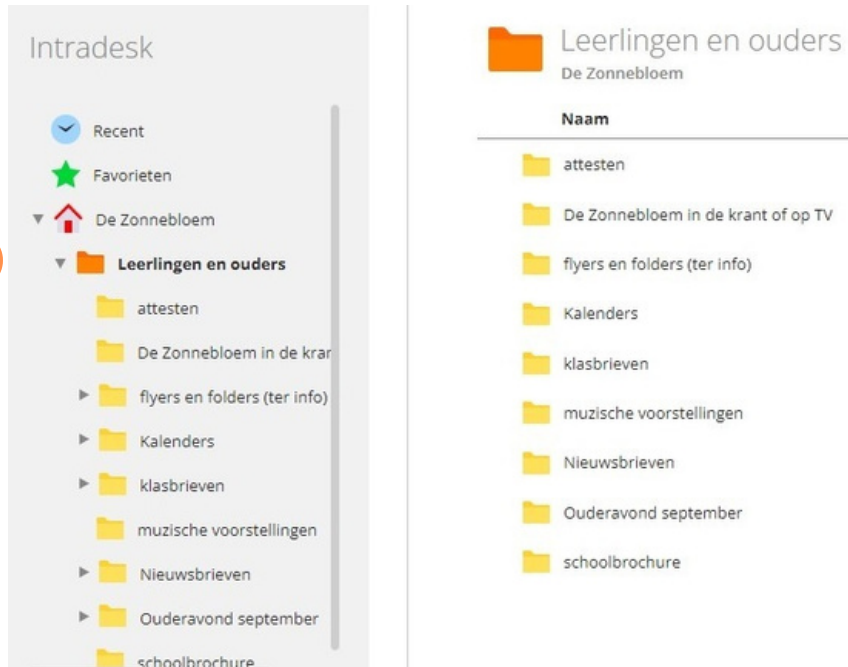 Intradesk
Recent
Favorieten
De Zonnebloem
Leerlingen en ouders
attesten
De Zonnebloem in de kran
flyers en folders (ter info)
Kalenders
klasbrieven
muzische voorstellingen
Nieuwsbrieven
Ouderavond september
schoolbrochure
Leerlingen en ouders
De Zonnebloem
Naam
attesten
De Zonnebloem in de krant of op TV
flyers en folders (ter info)
Kalenders
klasbrieven
muzische voorstellingen
Nieuwsbrieven
Ouderavond september
schoolbrochure